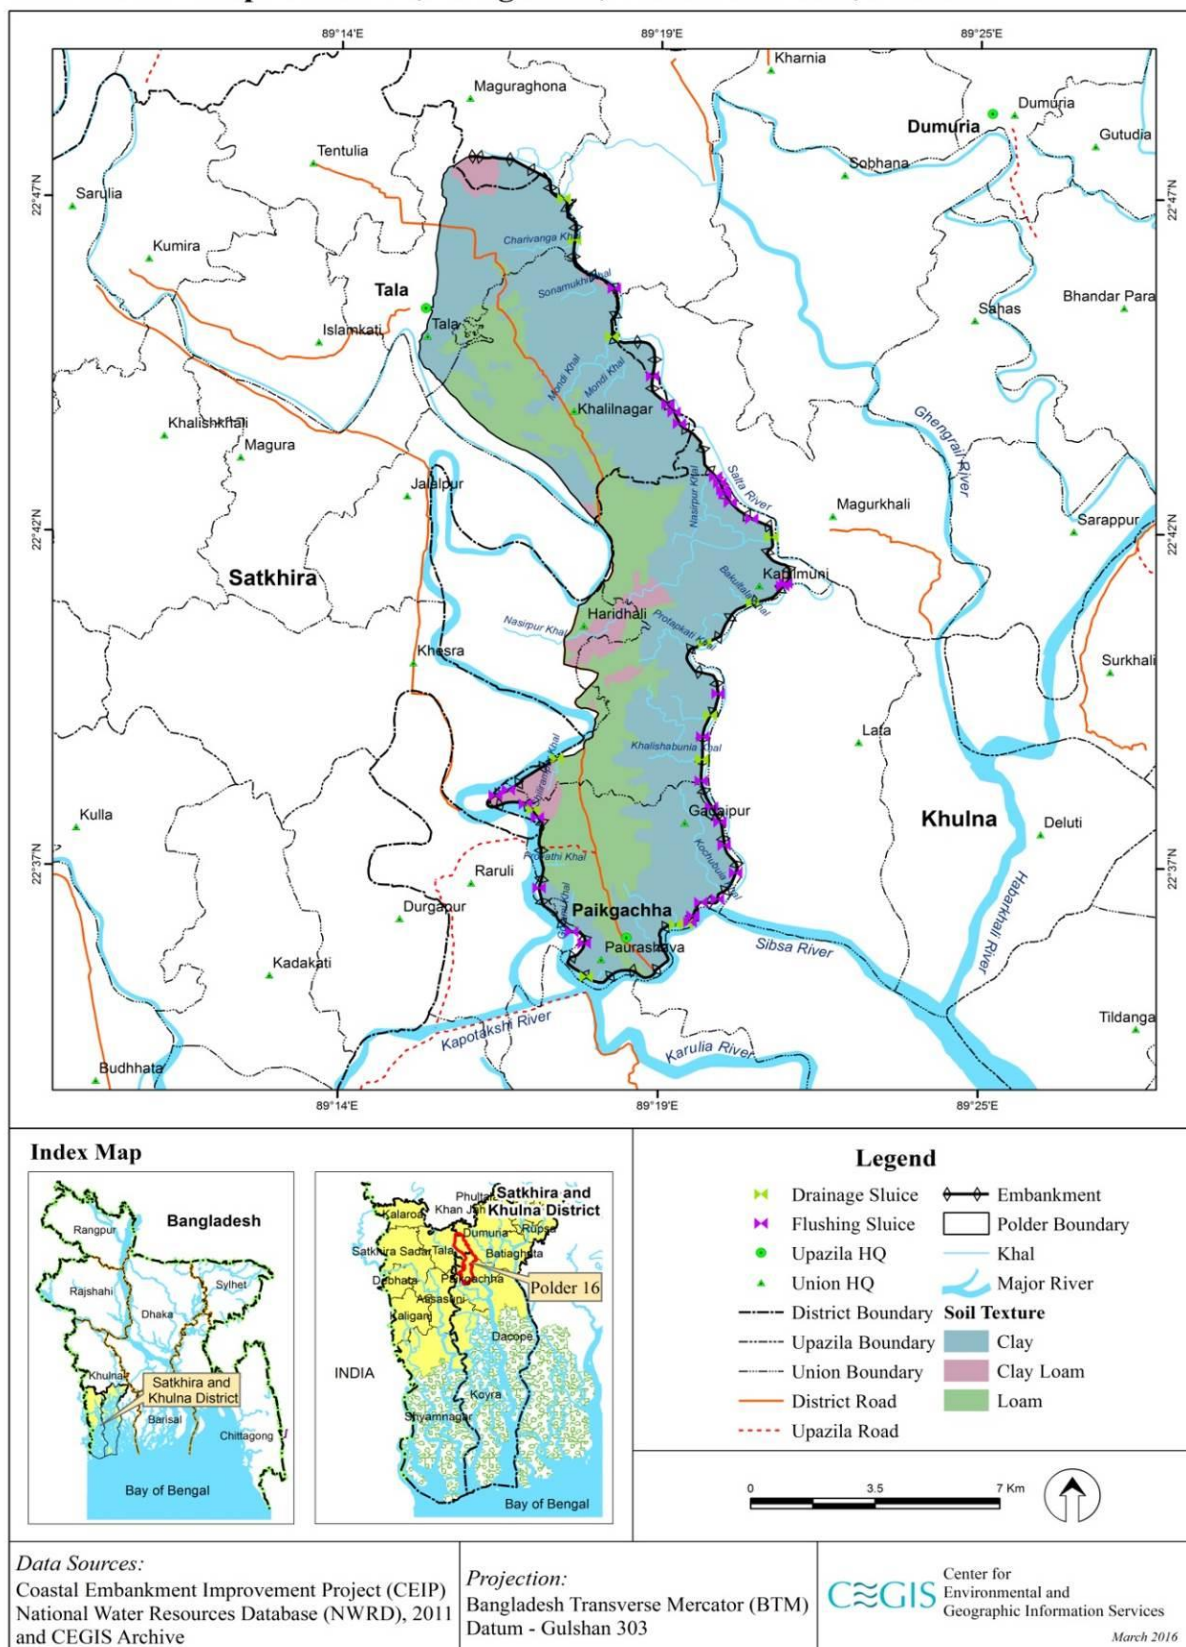 89°14'E
89°19'E
89°25'E
Kharnia
Maguraghona
Dumuria
Dumuria
Gutudia
Tentulia
Sobhana
22°47'N
22°47'N
Sarulia
Charivanga Khal
Kumira
Sonamukhi Khal
Tala
Bhandar Para
Sahas
Tala
Islamkati
Mondi Khal
Mondi Khal
Khalilnagar
Khalishkhali
Ghengrail River
Magura
Salta River
Nasirpur Khal
Jalalpur
Magurkhali
Sarappur
22°42'N
22°42'N
Satkhira
Kapilmuni
Haridhali
Nasirpur Khal
Protapkati Khal
Khesra
Surkhali
Lata
Khalishabunia Khal
Gadaipur
Khulna
Kulla
Deluti
22°37'N
22°37'N
Raruli
Kochubuia Khal
Habarkhali River
Durgapur
Paikgachha
Paurashava
Sibsa River
Kadakati
Kapotakshi River
Karulia River
Tildanga
Budhhata
89°14'E
89°19'E
89°25'E
Index Map
Bangladesh
Rangpur
Rajshahi
Dhaka
Sylhet
Khulna
Satkhira and
Khulna District
Barisal
Chittagong
Bay of Bengal
Satkhira and
Khulna District
Kalaroa
Khan Jah
Dumuria
Rupsa
Satkhira Sadar
Tala
Batiaghata
Debhata
Paikgachha
Polder 16
Assasuni
Kaliganj
Dacope
INDIA
Koyra
Shyamnagar
Bay of Bengal
Legend
Drainage Sluice
Flushing Sluice
Upazila HQ
Union HQ
District Boundary
Upazila Boundary
Union Boundary
District Road
Upazila Road
Embankment
Polder Boundary
Khal
Major River
Soil Texture
Clay
Clay Loam
Loam
0 3.5 7 Km
Data Sources:
Coastal Embankment Improvement Project (CEIP)
National Water Resources Database (NWRD), 2011
and CEGIS Archive
Projection:
Bangladesh Transverse Mercator (BTM)
Datum - Gulshan 303
CEGIS
Center for
Environmental and
Geographic Information Services
March 2016